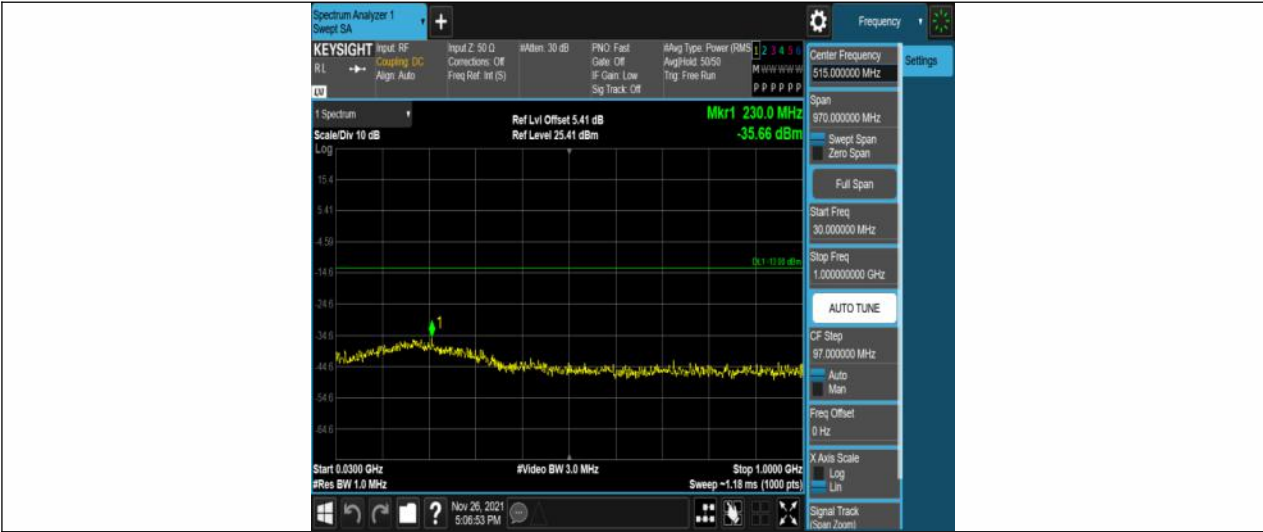 Spectrum Analyzer 1
Swept SA
+
Frequency
KEYSIGHT
RL
LV
Input: RF
Coupling: DC
Align: Auto
Input Z: 50 Ω
Corrections: Off
Freq Ref: Int (S)
#Atten: 30 dB
PNO: Fast
Gate: Off
IF Gain: Low
Sig Track: Off
#Avg Type: Power (RMS
Avg|Hold: 50/50
Trig: Free Run
1 2 3 4 5 6
M W W W W W
P P P P P P
1 Spectrum
Scale/Div 10 dB
Log
Ref Lvl Offset 5.41 dB
Ref Level 25.41 dBm
Mkr1 230.0 MHz
-35.66 dBm
15.4
5.41
-4.59
-14.6
-24.6
-34.6
-44.6
-54.6
-64.6
DL1 -13.00 dBm
1
Start 0.0300 GHz
#Res BW 1.0 MHz
#Video BW 3.0 MHz
Stop 1.0000 GHz
Sweep ~1.18 ms (1000 pts)
Center Frequency
515.000000 MHz
Settings
Span
970.000000 MHz
Swept Span
Zero Span
Full Span
Start Freq
30.000000 MHz
Stop Freq
1.000000000 GHz
AUTO TUNE
CF Step
97.000000 MHz
Auto
Man
Freq Offset
0 Hz
X Axis Scale
Log
Lin
Signal Track
(Span Zoom)
?
Nov 26, 2021
5:06:53 PM